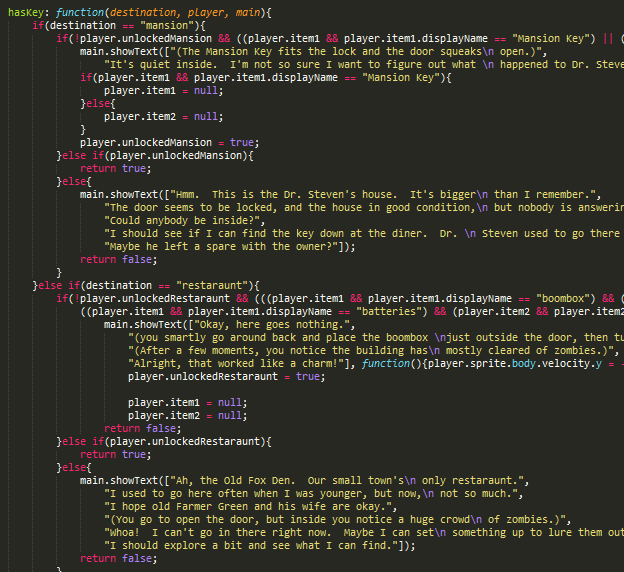 hasKey: function(destination, player, main){
if(destination == "mansion"){
if(!player.unlockedMansion && ((player.item1 && player.item1.displayName == "Mansion Key") || (
main.showText(["(The Mansion Key fits the lock and the door squeaks\n open.)",
"It's quiet inside.  I'm not so sure I want to figure out what \n happened to Dr. Steve
if(player.item1 && player.item1.displayName == "Mansion Key"){
player.item1 = null;
}else{
player.item2 = null;
}
player.unlockedMansion = true;
}else if(player.unlockedMansion){
return true;
}else{
main.showText(["Hmm.  This is the Dr. Steven's house.  It's bigger\n than I remember.",
"The door seems to be locked, and the house in good condition,\n but nobody is answerin
"Could anybody be inside?",
"I should see if I can find the key down at the diner.  Dr. \n Steven used to go there
"Maybe he left a spare with the owner?"]);
return false;
}
}else if(destination == "restaraunt"){
if(!player.unlockedRestaraunt && (((player.item1 && player.item1.displayName == "boombox") && (
((player.item1 && player.item1.displayName == "batteries") && (player.item2 && player.item2
main.showText(["Okay, here goes nothing.",
"(you smartly go around back and place the boombox \njust outside the door, then tu
"(After a few moments, you notice the building has\n mostly cleared of zombies.)",
"Alright, that worked like a charm!"], function(){player.sprite.body.velocity.y = -
player.unlockedRestaraunt = true;
player.item1 = null;
player.item2 = null;
return false;
}else if(player.unlockedRestaraunt){
return true;
}else{
main.showText(["Ah, the Old Fox Den.  Our small town's\n only restaraunt.",
"I used to go here often when I was younger, but now,\n not so much.",
"I hope old Farmer Green and his wife are okay.",
"(You go to open the door, but inside you notice a huge crowd\n of zombies.)",
"Whoa!  I can't go in there right now.  Maybe I can set\n something up to lure them out
"I should explore a bit and see what I can find."]);
return false;
}